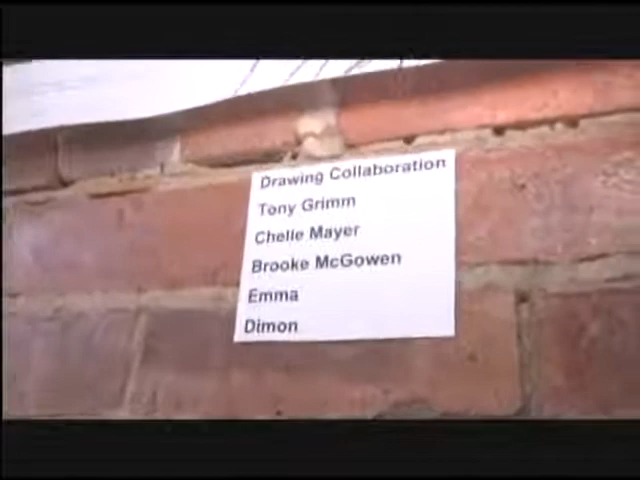 Drawing Collaboration
Tony Grimm
Chelle Mayer
Brooke McGowen
Emma
Dimon